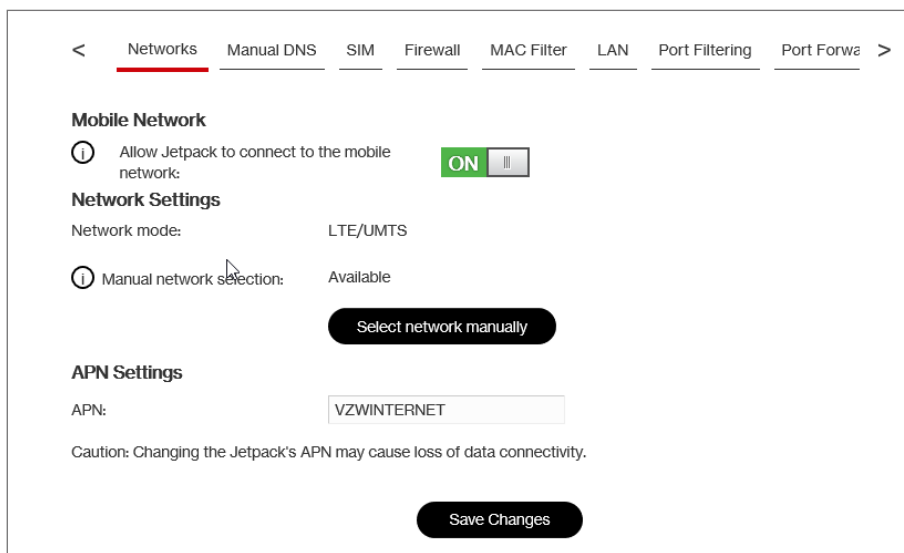 < Networks Manual DNS SIM Firewall MAC Filter LAN Port Filtering Port Forwa >
Mobile Network
i Allow Jetpack to connect to the mobile
network:
ON
Network Settings
Network mode: LTE/UMTS
i Manual network selection: Available
Select network manually
APN Settings
APN: VZWINTERNET
Caution: Changing the Jetpack's APN may cause loss of data connectivity.
Save Changes